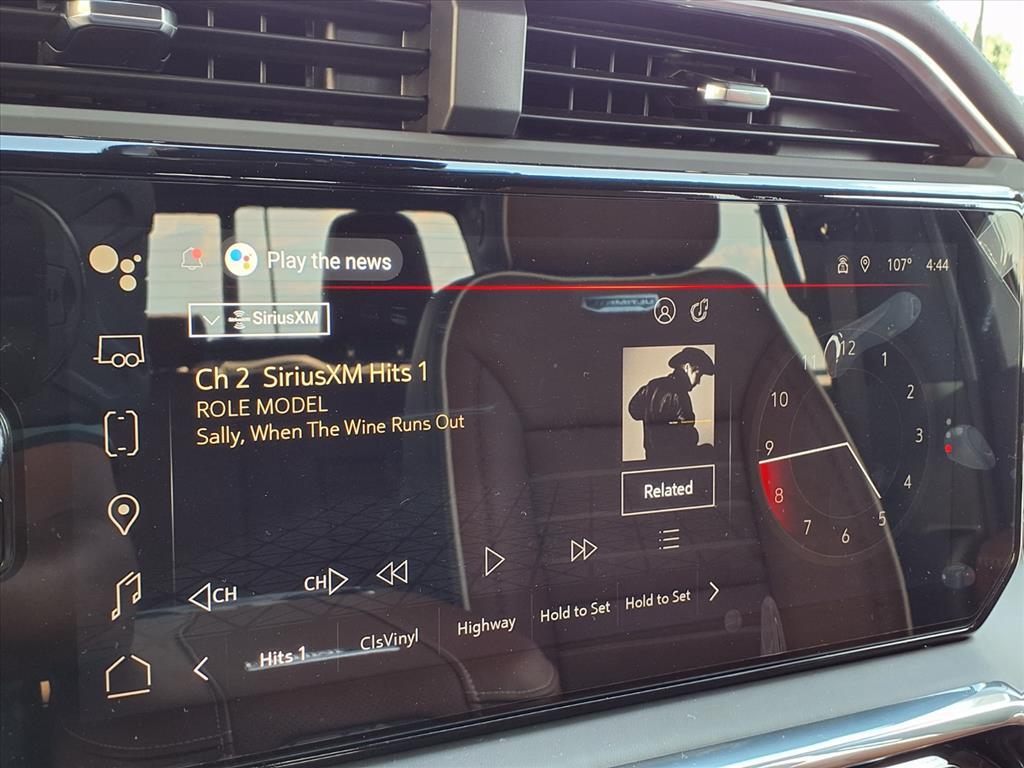 Play the news
107° 4:44
SiriusXM
ULTIMATE
Ch 2 SiriusXM Hits 1
ROLE MODEL
Sally, When The Wine Runs Out
Related
CH
CH
Hits 1
ClsVinyl
Highway
Hold to Set
Hold to Set
12
1
2
3
4
5
6
7
8
9
10
11